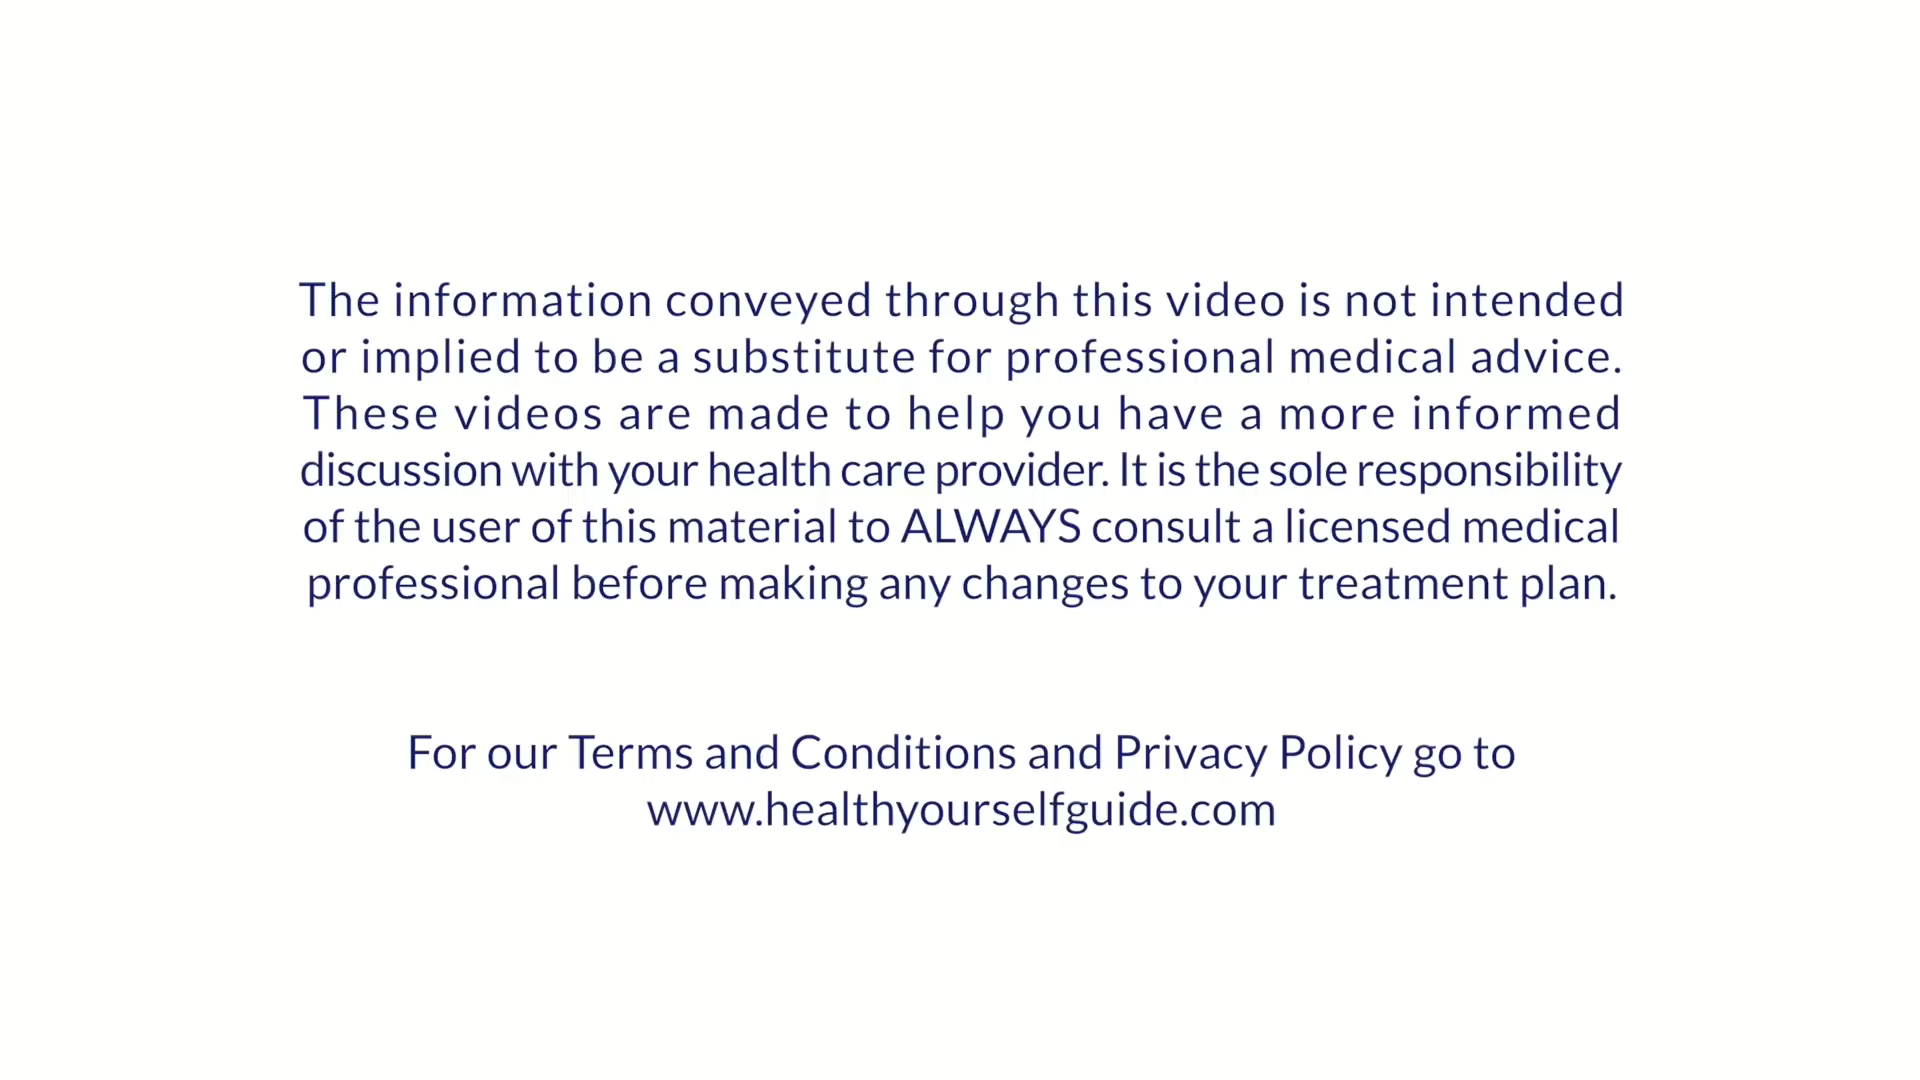 The information conveyed through this video is not intended
or implied to be a substitute for professional medical advice.
These videos are made to help you have a more informed
discussion with your health care provider. It is the sole responsibility
of the user of this material to ALWAYS consult a licensed medical
professional before making any changes to your treatment plan.
For our Terms and Conditions and Privacy Policy go to
www.healthyourselfguide.com